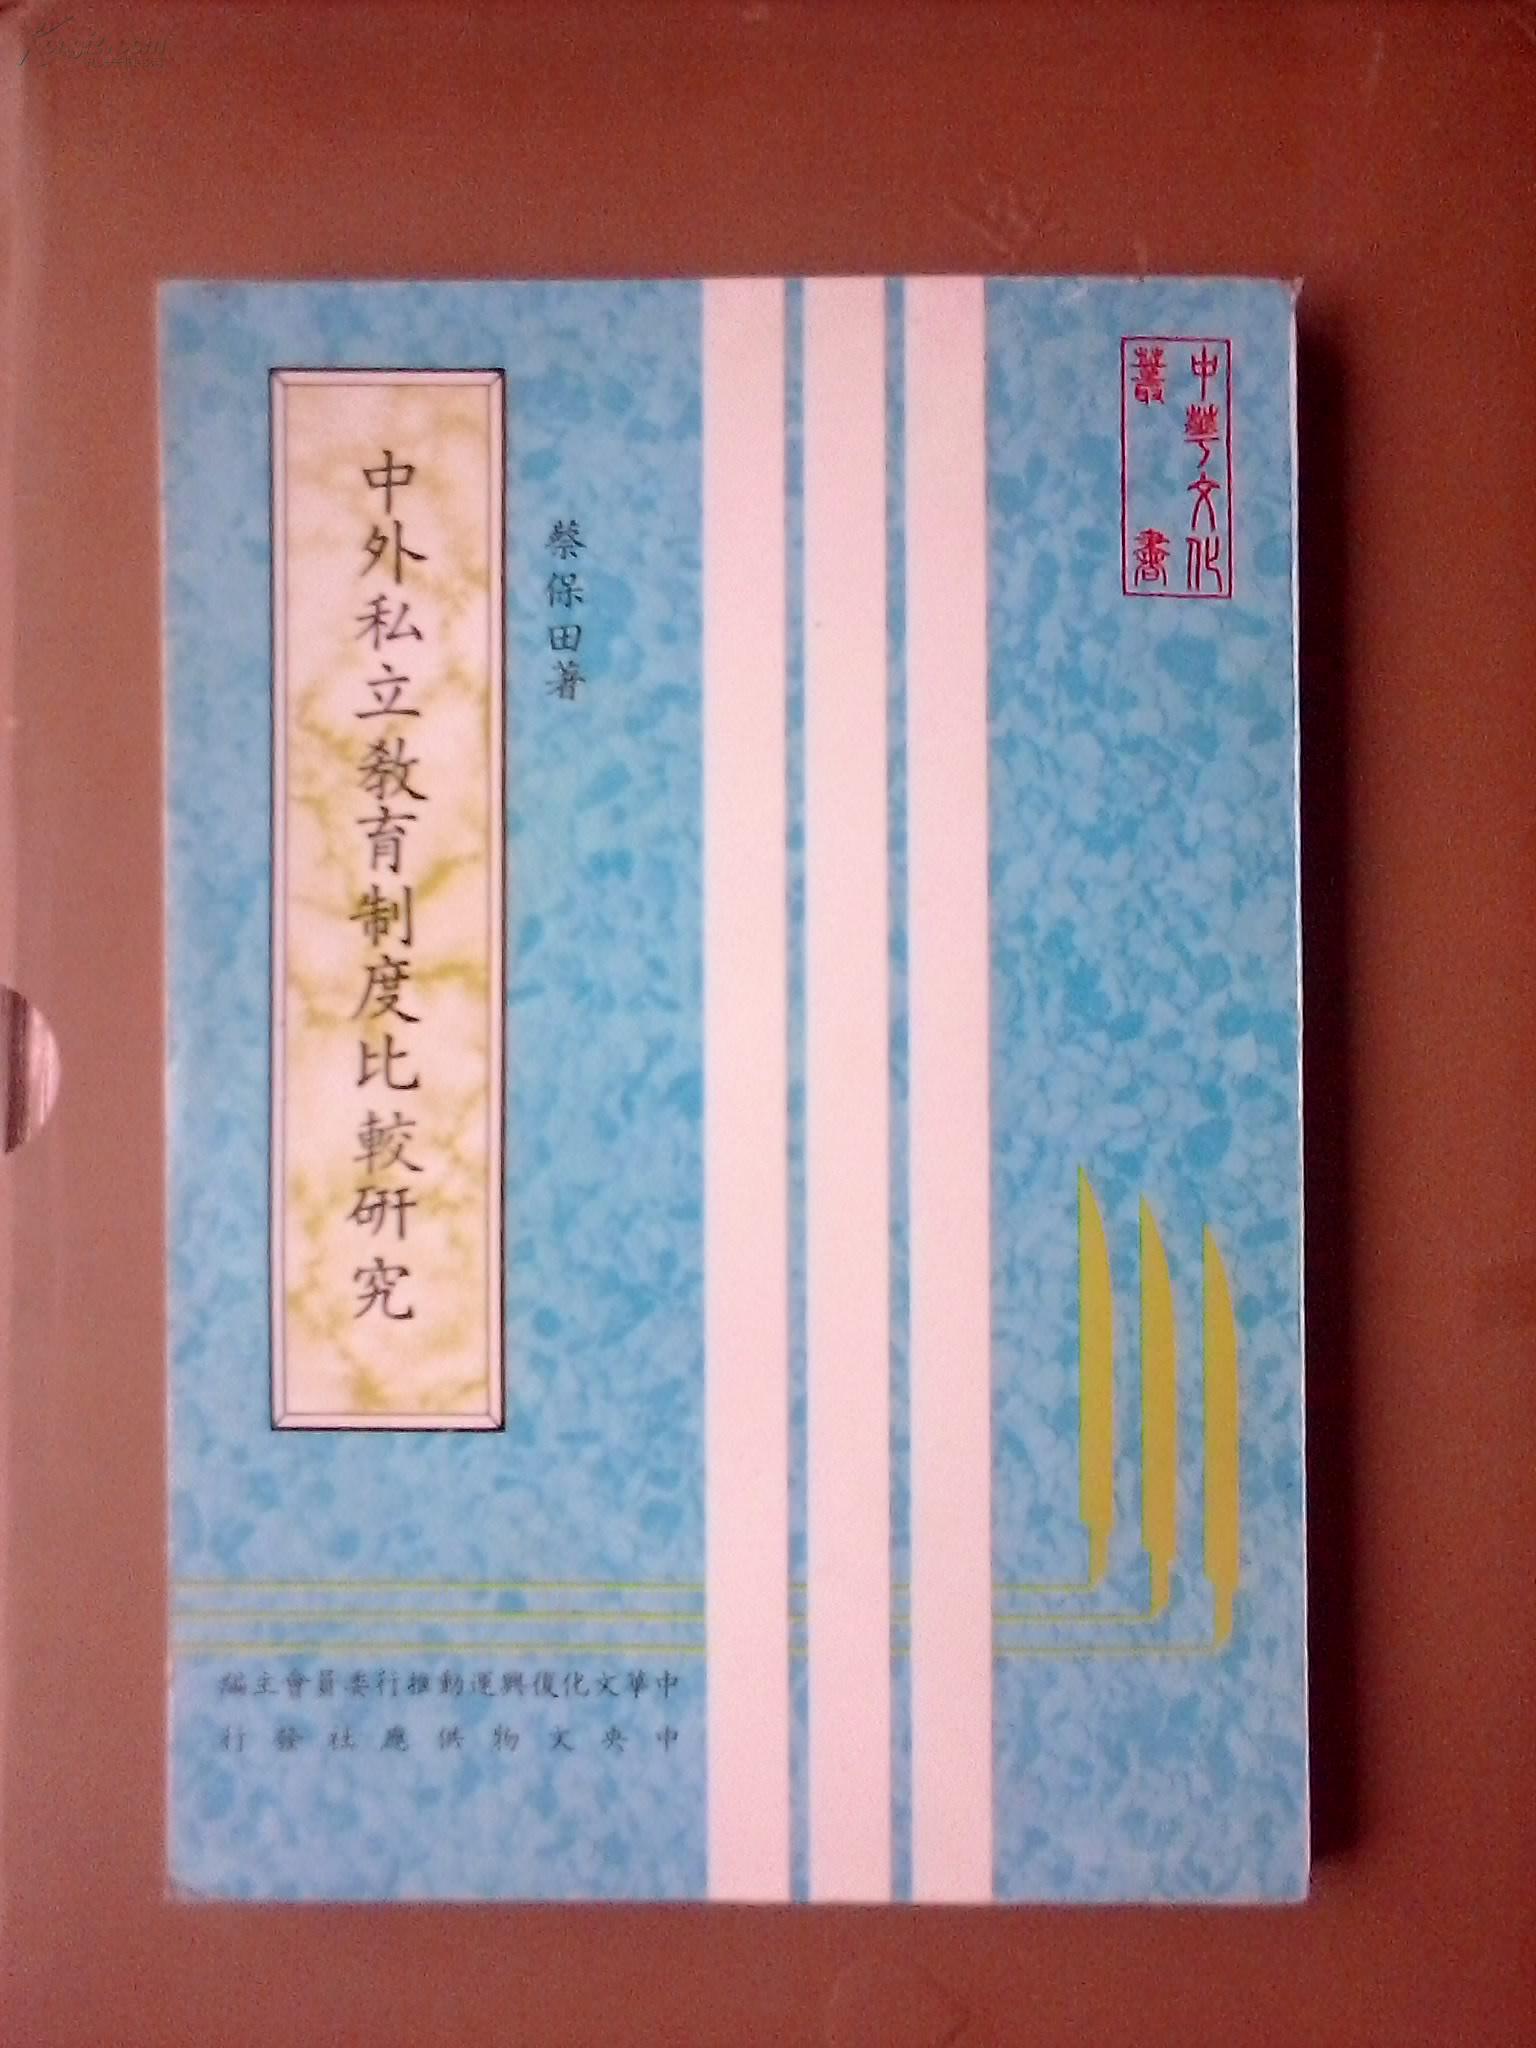 中華文化
叢書
蔡保田著
中外私立教育制度比較研究
中華文化復興運動推行委員會主編
中央文物供應社發行